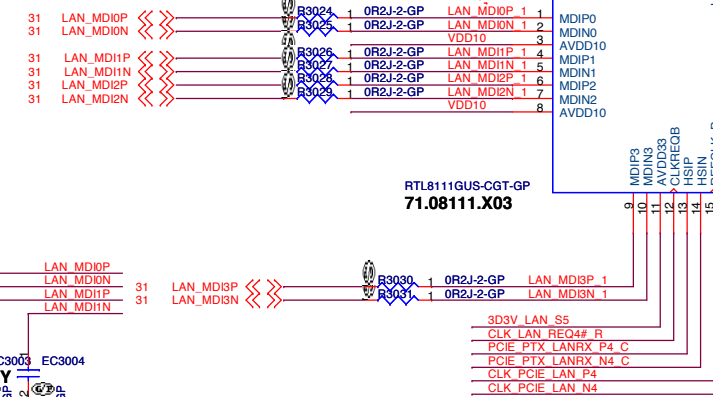 31 LAN_MDI0P R3024 1 0R2J-2-GP LAN_MDI0P_1 1 MDIP0
31 LAN_MDI0N R3025 1 0R2J-2-GP LAN_MDI0N_1 2 MDIN0
VDD10 3 AVDD10
31 LAN_MDI1P R3026 1 0R2J-2-GP LAN_MDI1P_1 4 MDIP1
31 LAN_MDI1N R3027 1 0R2J-2-GP LAN_MDI1N_1 5 MDIN1
31 LAN_MDI2P R3028 1 0R2J-2-GP LAN_MDI2P_1 6 MDIP2
31 LAN_MDI2N R3029 1 0R2J-2-GP LAN_MDI2N_1 7 MDIN2
VDD10 8 AVDD10
MDIP3
MDIN3
AVDD33
CLKREQB
HSIP
HSIN
RTL8111GUS-CGT-GP
71.08111.X03
9 10 11 12 13 14 15
LAN_MDI0P
LAN_MDI0N
LAN_MDI1P
LAN_MDI1N
31 LAN_MDI3P R3030 1 0R2J-2-GP LAN_MDI3P_1
31 LAN_MDI3N R3031 1 0R2J-2-GP LAN_MDI3N_1
3D3V_LAN_S5
CLK_LAN_REQ4#_R
PCIE_PTX_LANRX_P4_C
PCIE_PTX_LANRX_N4_C
CLK_PCIE_LAN_P4
CLK_PCIE_LAN_N4
C3003 EC3004
1
Y
2
GP